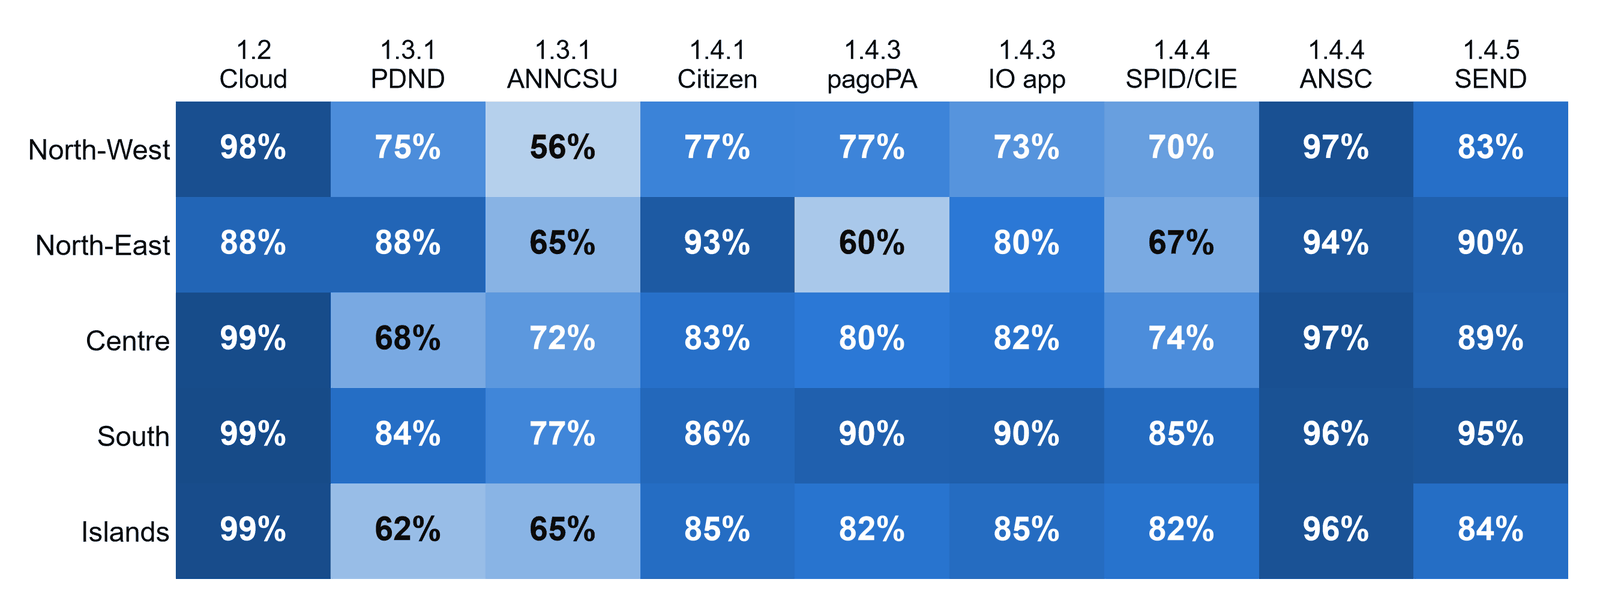 1.2 1.3.1 1.3.1 1.4.1 1.4.3 1.4.3 1.4.4 1.4.4 1.4.5
Cloud PDND ANNCSU Citizen pagoPA IO app SPID/CIE ANSC SEND
North-West 98% 75% 56% 77% 77% 73% 70% 97% 83%
North-East 88% 88% 65% 93% 60% 80% 67% 94% 90%
Centre 99% 68% 72% 83% 80% 82% 74% 97% 89%
South 99% 84% 77% 86% 90% 90% 85% 96% 95%
Islands 99% 62% 65% 85% 82% 85% 82% 96% 84%